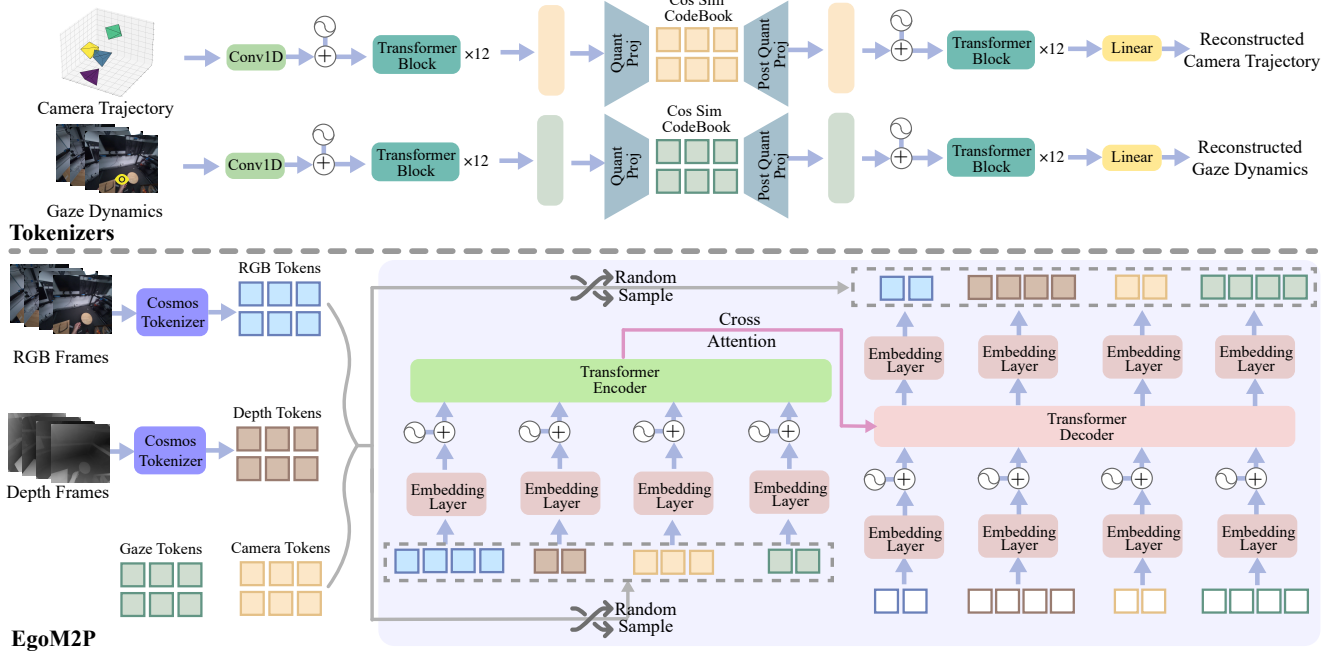 Cos Sim
CodeBook
Camera Trajectory
Conv1D
Transformer
Block
×12
Quant
Proj
Post Quant
Proj
Transformer
Block
×12
Linear
Reconstructed
Camera Trajectory
Cos Sim
CodeBook
Gaze Dynamics
Conv1D
Transformer
Block
×12
Quant
Proj
Post Quant
Proj
Transformer
Block
×12
Linear
Reconstructed
Gaze Dynamics
Tokenizers
RGB Frames
Cosmos
Tokenizer
RGB Tokens
Depth Frames
Cosmos
Tokenizer
Depth Tokens
Gaze Tokens
Camera Tokens
Random
Sample
Cross
Attention
Transformer
Encoder
Embedding
Layer
Embedding
Layer
Embedding
Layer
Embedding
Layer
Random
Sample
Embedding
Layer
Embedding
Layer
Embedding
Layer
Embedding
Layer
Transformer
Decoder
Embedding
Layer
Embedding
Layer
Embedding
Layer
Embedding
Layer
EgoM2P